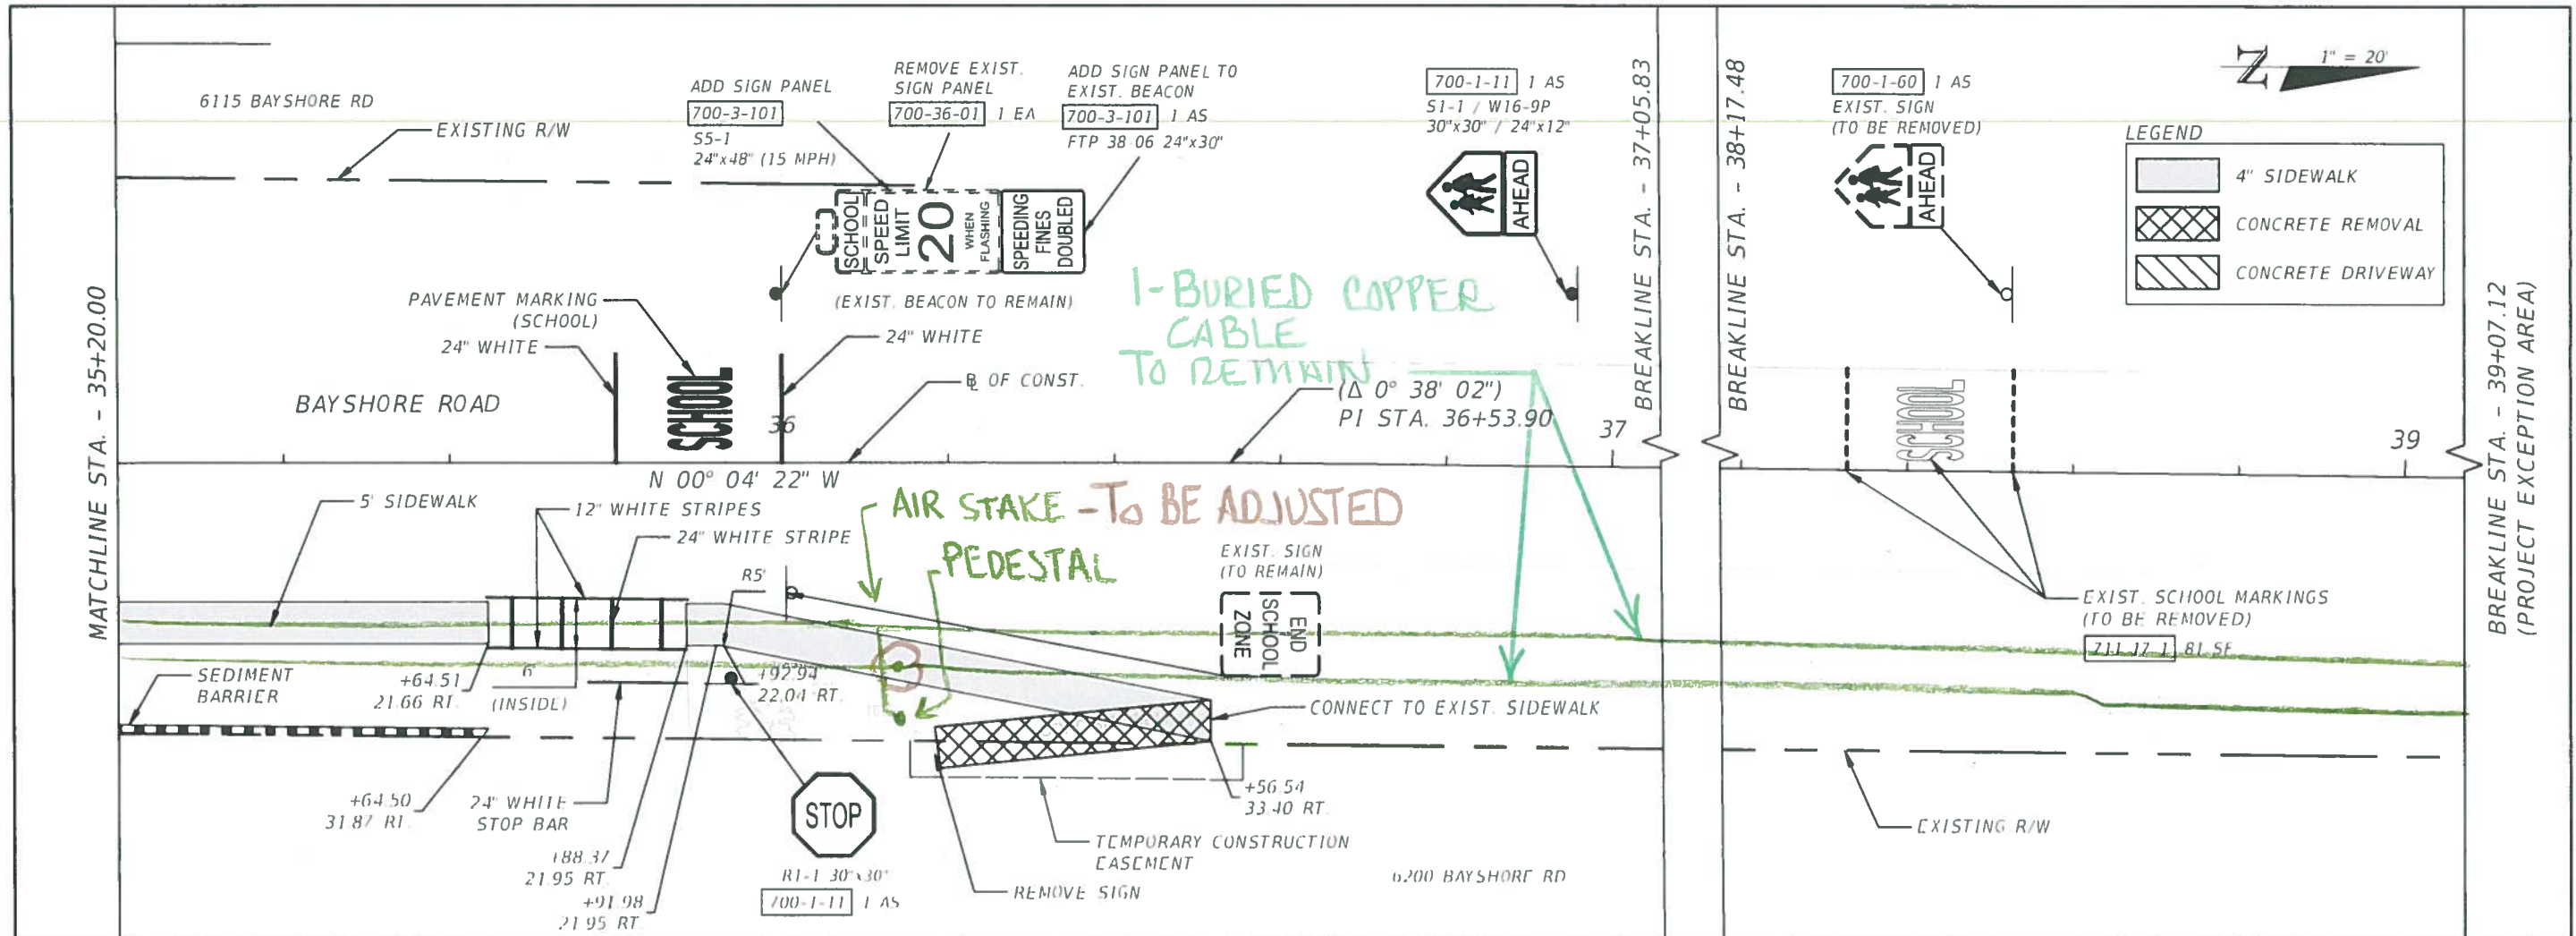 6115 BAYSHORE RD
EXISTING R/W
ADD SIGN PANEL
700-3-101
S5-1
24"x48" (15 MPH)
REMOVE EXIST.
SIGN PANEL
700-36-01 1 EA
ADD SIGN PANEL TO
EXIST. BEACON
700-3-101 1 AS
FTP 38-06 24"x30"
SCHOOL
SPEED
LIMIT
20
WHEN
FLASHING
SPEEDING
FINES
DOUBLED
(EXIST. BEACON TO REMAIN)
700-1-11 1 AS
S1-1 / W16-9P
30"x30" / 24"x12"
AHEAD
BREAKLINE STA. - 37+05.83
BREAKLINE STA. - 38+17.48
700-1-60 1 AS
EXIST. SIGN
(TO BE REMOVED)
AHEAD
N
1" = 20'
LEGEND
4" SIDEWALK
CONCRETE REMOVAL
CONCRETE DRIVEWAY
MATCHLINE STA. - 35+20.00
PAVEMENT MARKING
(SCHOOL)
24" WHITE
SCHOOL
24" WHITE
BAYSHORE ROAD
36
℄ OF CONST.
1-BURIED COPPER
CABLE
TO REMAIN
(Δ 0° 38' 02")
PI STA. 36+53.90
37
SCHOOL
39
BREAKLINE STA. - 39+07.12
(PROJECT EXCEPTION AREA)
N 00° 04' 22" W
5' SIDEWALK
12" WHITE STRIPES
24" WHITE STRIPE
AIR STAKE - TO BE ADJUSTED
PEDESTAL
R5'
EXIST. SIGN
(TO REMAIN)
END
SCHOOL
ZONE
EXIST. SCHOOL MARKINGS
(TO BE REMOVED)
711-17-1 81 SF
SEDIMENT
BARRIER
+64.51
21.66 RT.
6'
(INSIDE)
+92.94
22.04 RT.
CONNECT TO EXIST. SIDEWALK
+64.50
31.87 RT.
24" WHITE
STOP BAR
STOP
+56.54
33.40 RT.
TEMPORARY CONSTRUCTION
EASEMENT
EXISTING R/W
+88.37
21.95 RT.
+91.98
21.95 RT.
R1-1 30"x30"
700-1-11 1 AS
REMOVE SIGN
6200 BAYSHORE RD